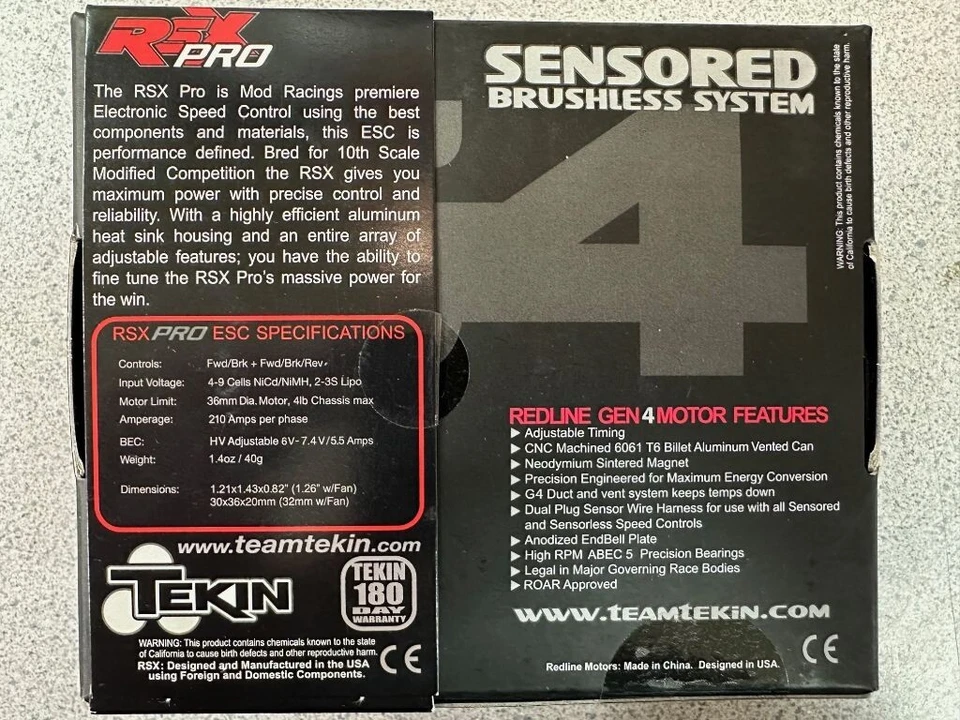 RSX
PRO
The RSX Pro is Mod Racings premiere
Electronic Speed Control using the best
components and materials, this ESC is
performance defined. Bred for 10th Scale
Modified Competition the RSX gives you
maximum power with precise control and
reliability. With a highly efficient aluminum
heat sink housing and an entire array of
adjustable features; you have the ability to
fine tune the RSX Pro's massive power for
the win.
RSX PRO ESC SPECIFICATIONS
Controls: Fwd/Brk + Fwd/Brk/Rev
Input Voltage: 4-9 Cells NiCd/NiMH, 2-3S Lipo
Motor Limit: 36mm Dia. Motor, 4lb Chassis max
Amperage: 210 Amps per phase
BEC: HV Adjustable 6V- 7.4 V/5.5 Amps
Weight: 1.4oz / 40g
Dimensions: 1.21x1.43x0.82" (1.26" w/Fan)
30x36x20mm (32mm w/Fan)
www.teamtekin.com
TEKIN
TEKIN
180
DAY
WARRANTY
WARNING: This product contains chemicals known to the state
of California to cause birth defects and other reproductive harm.
RSX: Designed and Manufactured in the USA
using Foreign and Domestic Components.
CE
SENSORED
BRUSHLESS SYSTEM
4
WARNING: This product contains chemicals known to the state
of California to cause birth defects and other reproductive harm.
REDLINE GEN4 MOTOR FEATURES
▶ Adjustable Timing
▶ CNC Machined 6061 T6 Billet Aluminum Vented Can
▶ Neodymium Sintered Magnet
▶ Precision Engineered for Maximum Energy Conversion
▶ G4 Duct and vent system keeps temps down
▶ Dual Plug Sensor Wire Harness for use with all Sensored
and Sensorless Speed Controls
▶ Anodized EndBell Plate
▶ High RPM ABEC 5 Precision Bearings
▶ Legal in Major Governing Race Bodies
▶ ROAR Approved
www.teamtekin.com
Redline Motors: Made in China. Designed in USA.
CE